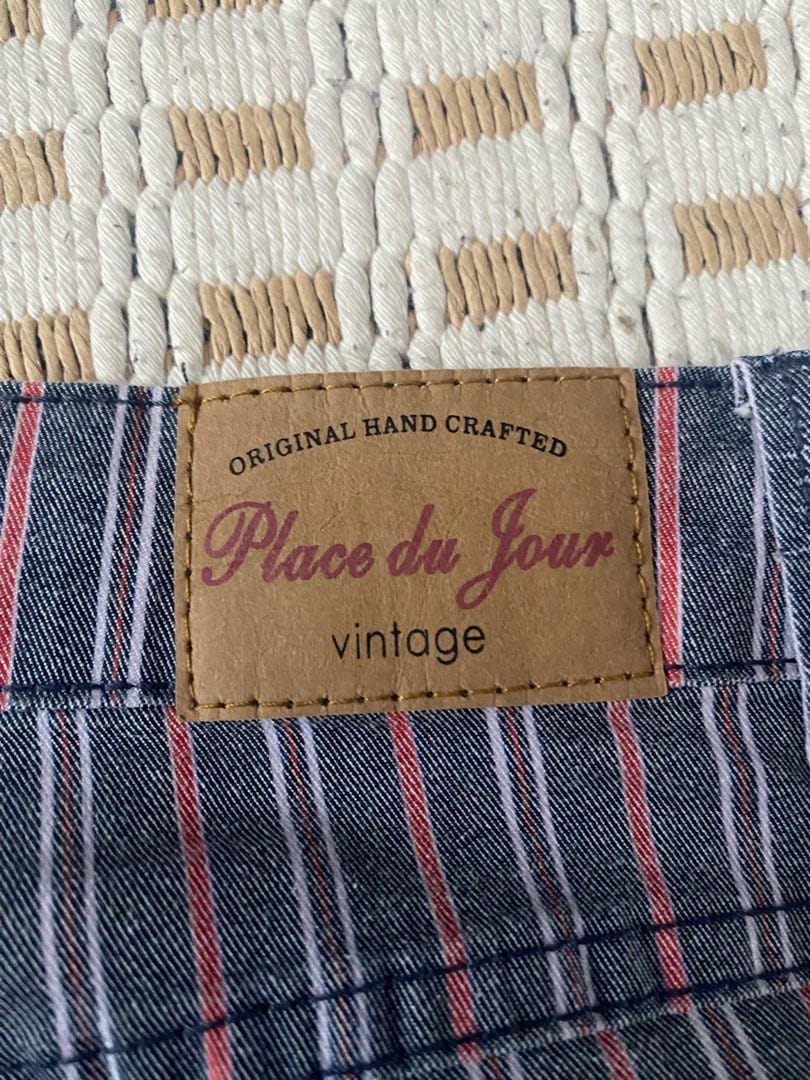 ORIGINAL HAND CRAFTED
Place du Jour
vintage